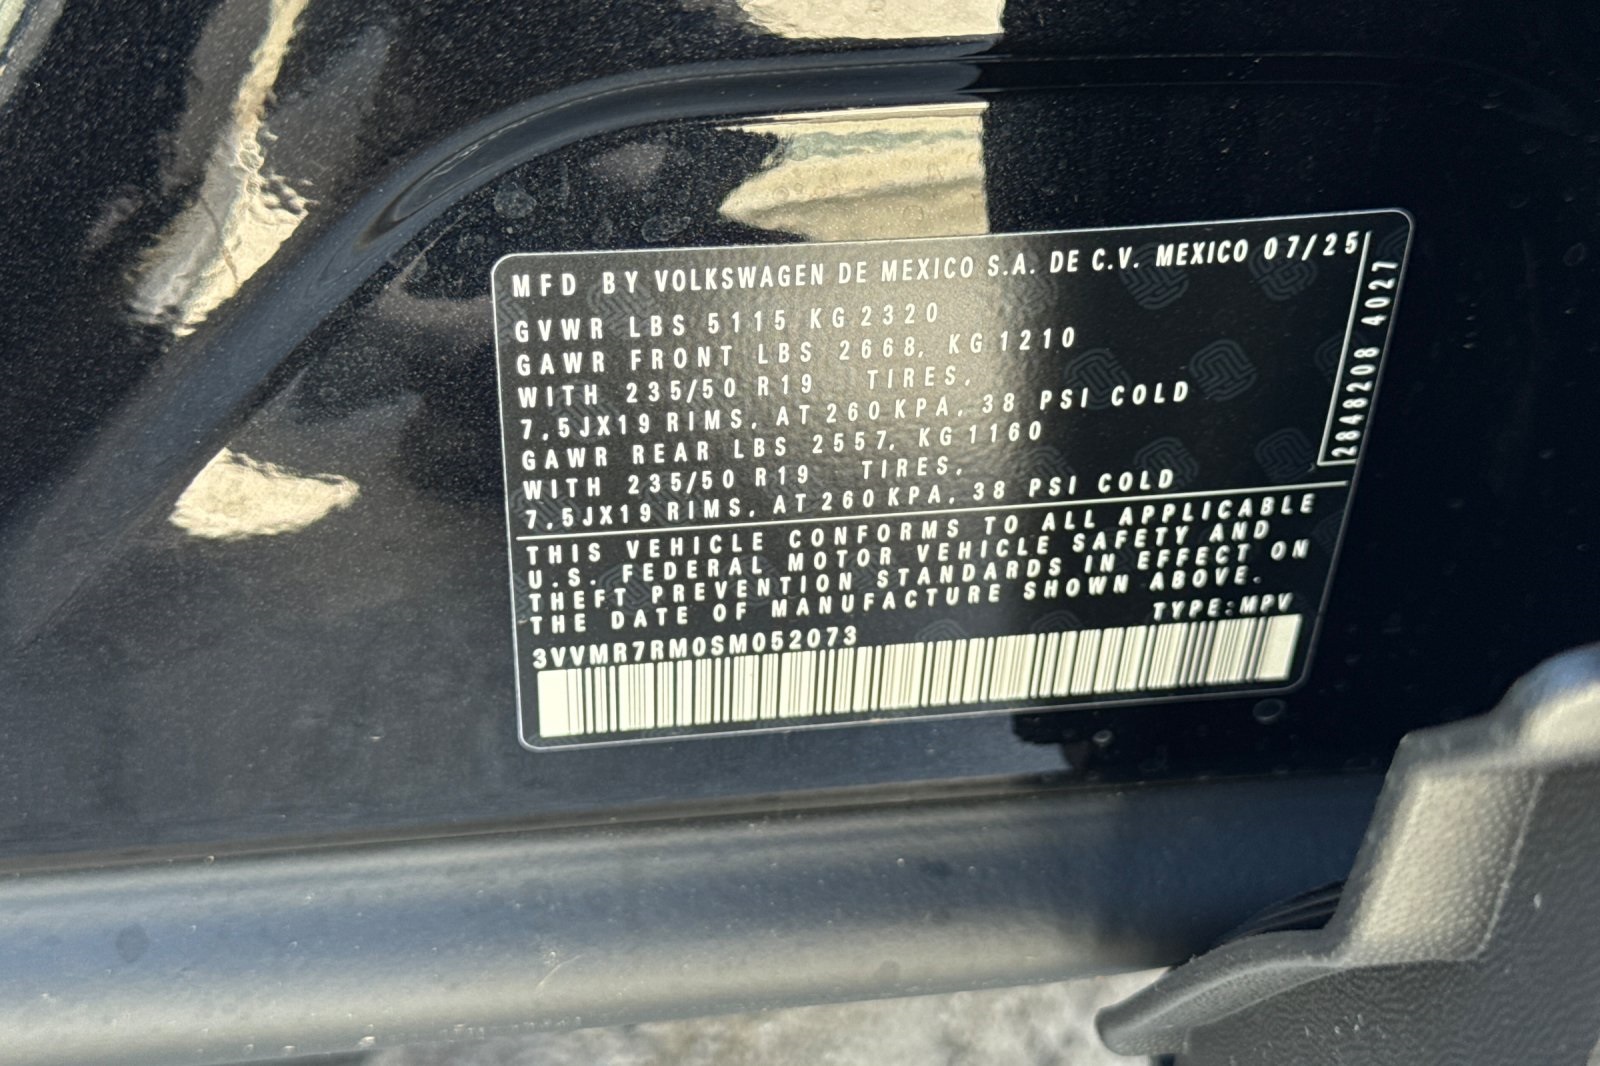 MFD BY VOLKSWAGEN DE MEXICO S.A. DE C.V. MEXICO 07/25
GVWR LBS 5115 KG 2320
GAWR FRONT LBS 2668, KG 1210
WITH 235/50 R19 TIRES,
7,5JX19 RIMS, AT 260 KPA, 38 PSI COLD
GAWR REAR LBS 2557, KG 1160
WITH 235/50 R19 TIRES,
7,5JX19 RIMS, AT 260 KPA, 38 PSI COLD
2848208 4027
THIS VEHICLE CONFORMS TO ALL APPLICABLE
U.S. FEDERAL MOTOR VEHICLE SAFETY AND
THEFT PREVENTION STANDARDS IN EFFECT ON
THE DATE OF MANUFACTURE SHOWN ABOVE.
TYPE:MPV
3VVMR7RM0SM052073